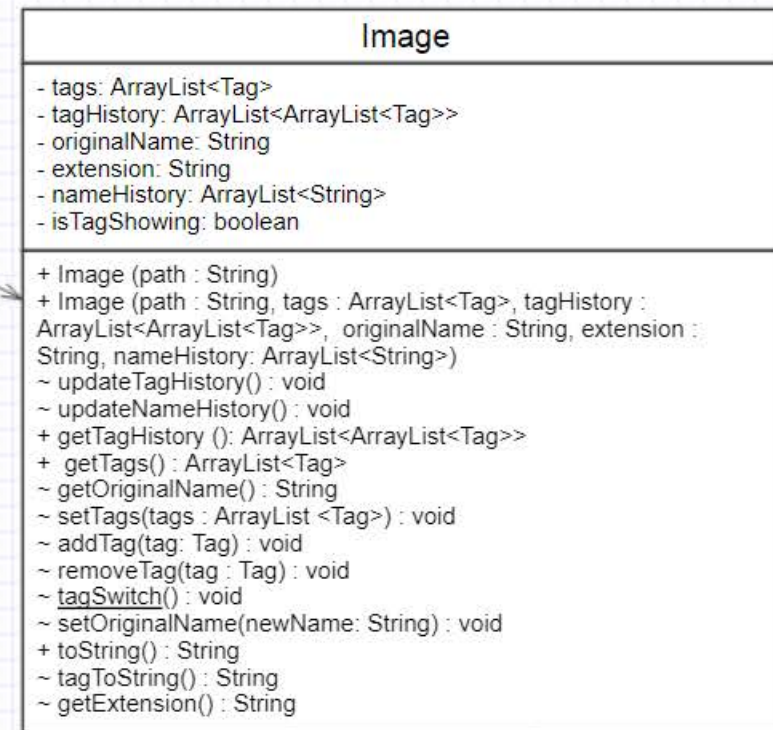 Image
- tags: ArrayList<Tag>
- tagHistory: ArrayList<ArrayList<Tag>>
- originalName: String
- extension: String
- nameHistory: ArrayList<String>
- isTagShowing: boolean
+ Image (path : String)
+ Image (path : String, tags : ArrayList<Tag>, tagHistory :
ArrayList<ArrayList<Tag>>,  originalName : String, extension :
String, nameHistory: ArrayList<String>)
~ updateTagHistory() : void
~ updateNameHistory() : void
+ getTagHistory (): ArrayList<ArrayList<Tag>>
+  getTags() : ArrayList<Tag>
~ getOriginalName() : String
~ setTags(tags : ArrayList <Tag>) : void
~ addTag(tag: Tag) : void
~ removeTag(tag : Tag) : void
~ tagSwitch() : void
~ setOriginalName(newName: String) : void
+ toString() : String
~ tagToString() : String
~ getExtension() : String